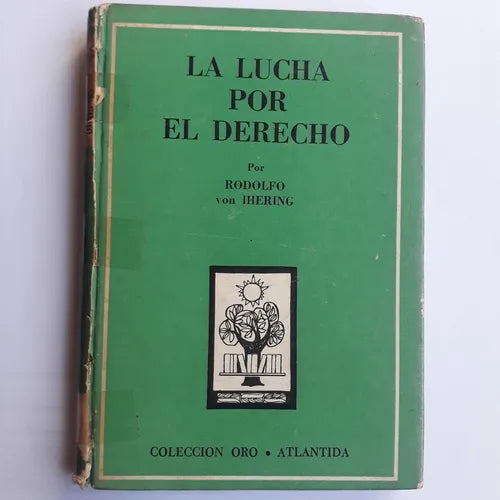 LA LUCHA
POR
EL DERECHO
Por
RODOLFO
von IHERING
COLECCION ORO • ATLANTIDA